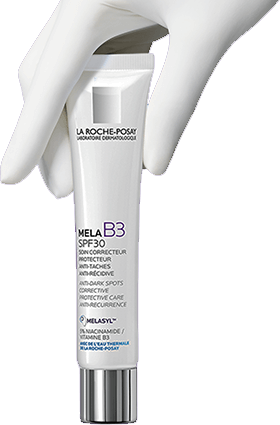 LA ROCHE-POSAY
LABORATOIRE DERMATOLOGIQUE
MELA B3
SPF30
SOIN CORRECTEUR
PROTECTEUR
ANTI-TACHES
ANTI-RÉCIDIVE
ANTI-DARK SPOTS
CORRECTIVE
PROTECTIVE CARE
ANTI-RECURRENCE
MELASYL™
5% NIACINAMIDE /
VITAMINE B3
AVEC DE L'EAU THERMALE
DE LA ROCHE-POSAY